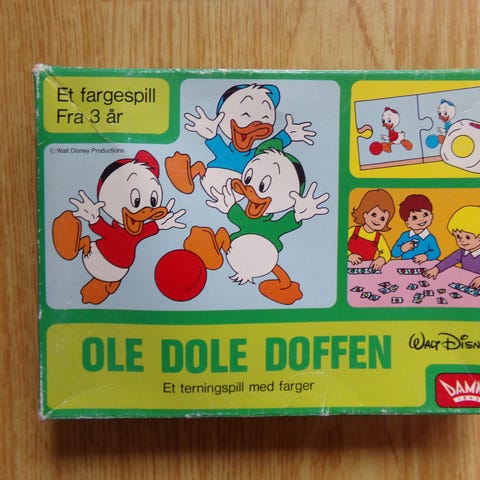 Et fargespill
Fra 3 år
© Walt Disney Productions
OLE DOLE DOFFEN
Et terningspill med farger